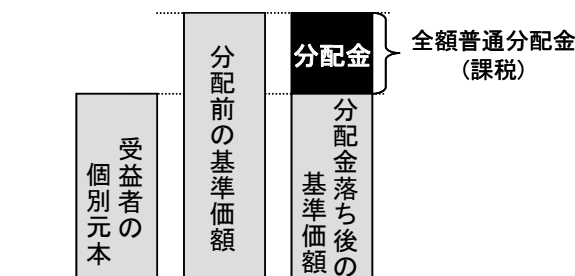 分配金
全額普通分配金
(課税)
受益者の
個別元本
分配前の基準価額
分配金落ち後の
基準価額